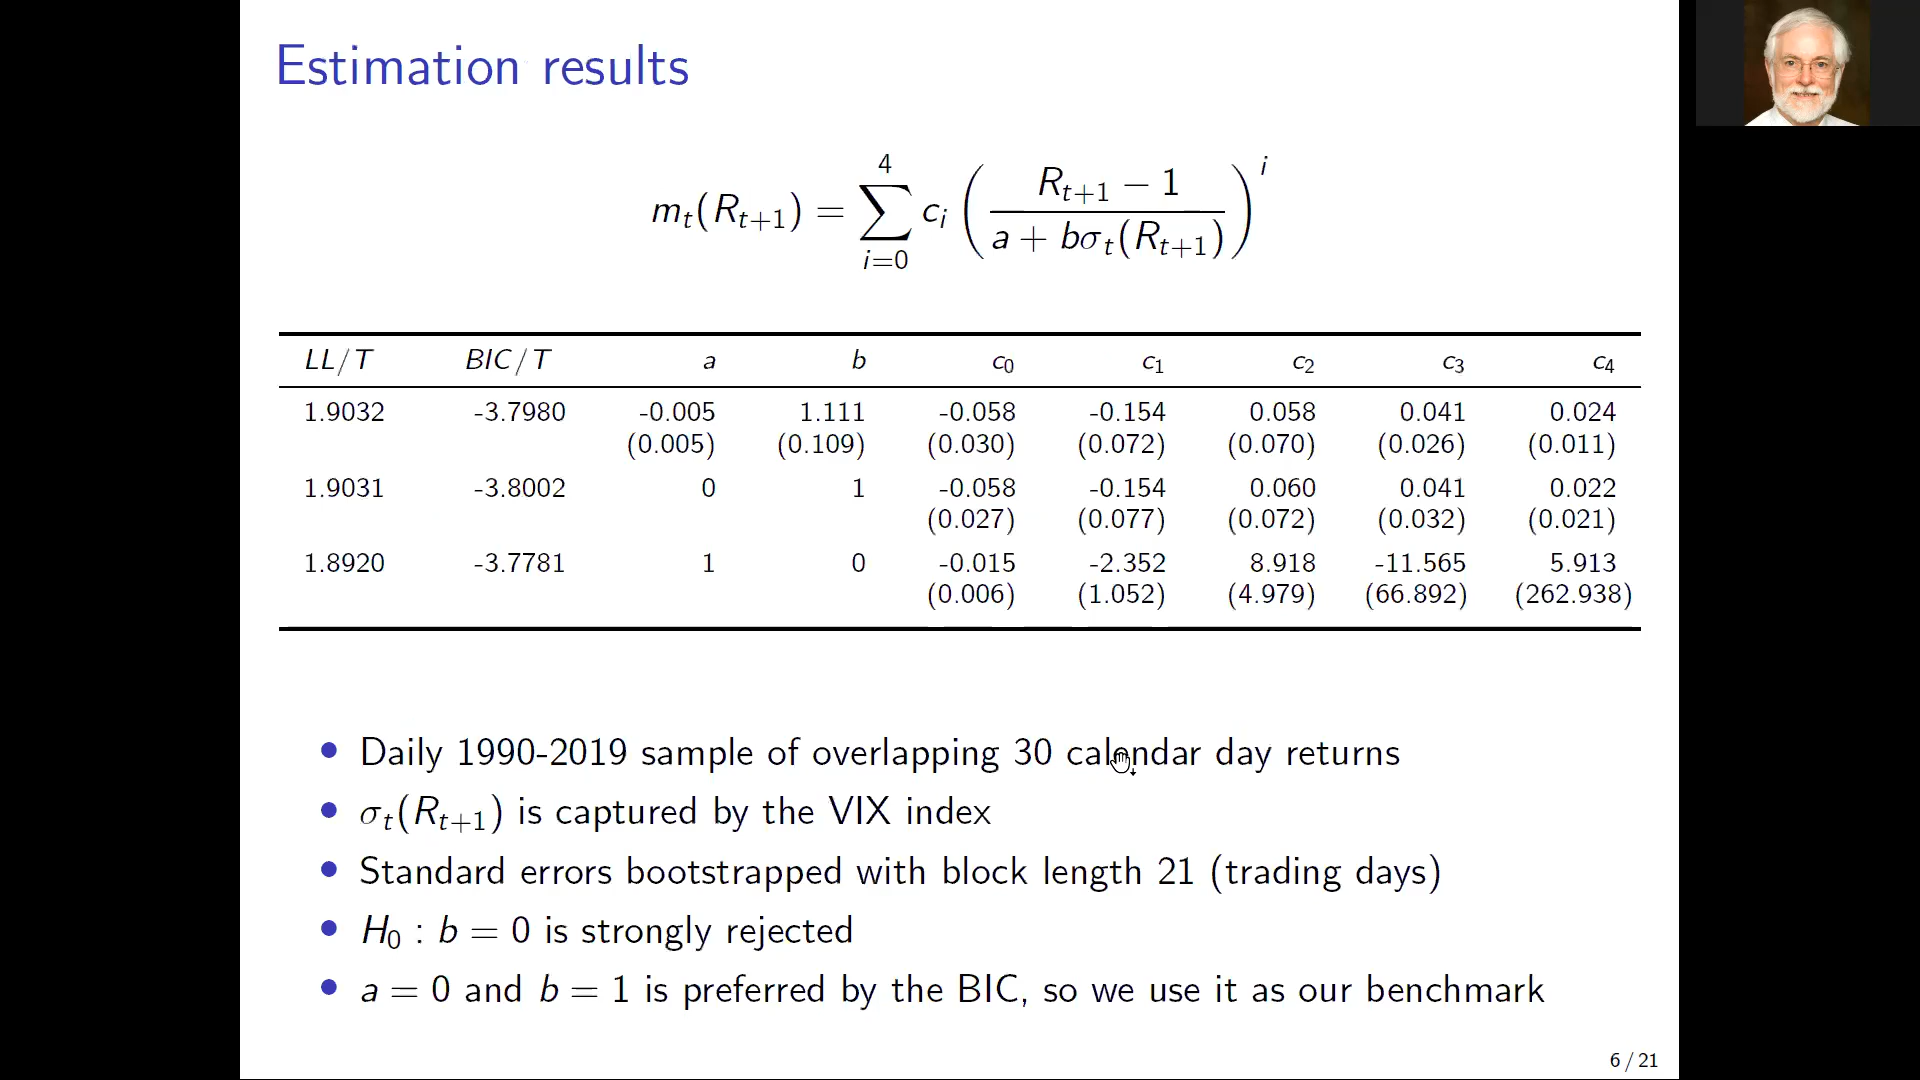 Estimation results
m_t(R_{t+1}) = \sum_{i=0}^{4} c_i \left( \frac{R_{t+1} - 1}{a + b\sigma_t(R_{t+1})} \right)^i
LL/T BIC/T a b c_0 c_1 c_2 c_3 c_4
1.9032 -3.7980 -0.005 1.111 -0.058 -0.154 0.058 0.041 0.024
(0.005) (0.109) (0.030) (0.072) (0.070) (0.026) (0.011)
1.9031 -3.8002 0 1 -0.058 -0.154 0.060 0.041 0.022
(0.027) (0.077) (0.072) (0.032) (0.021)
1.8920 -3.7781 1 0 -0.015 -2.352 8.918 -11.565 5.913
(0.006) (1.052) (4.979) (66.892) (262.938)
• Daily 1990-2019 sample of overlapping 30 calendar day returns
• σ_t(R_{t+1}) is captured by the VIX index
• Standard errors bootstrapped with block length 21 (trading days)
• H_0 : b = 0 is strongly rejected
• a = 0 and b = 1 is preferred by the BIC, so we use it as our benchmark
6 / 21